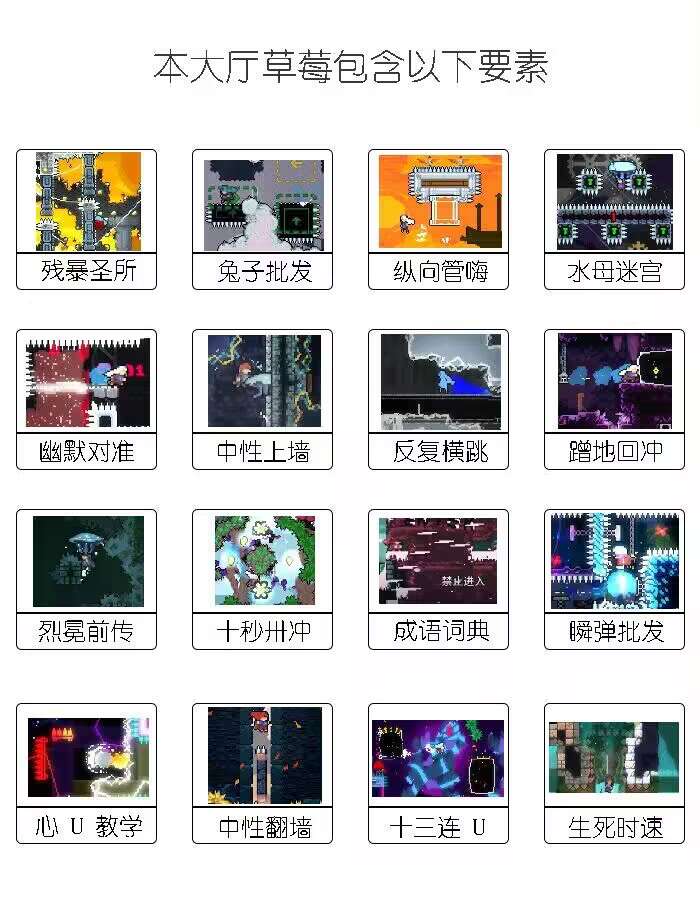 本大厅草莓包含以下要素
残暴圣所
兔子批发
纵向管嗨
水母迷宫
幽默对准
中性上墙
反复横跳
蹭地回冲
烈冕前传
十秒卅冲
禁止进入
成语词典
瞬弹批发
心 U 教学
中性翻墙
十三连 U
生死时速